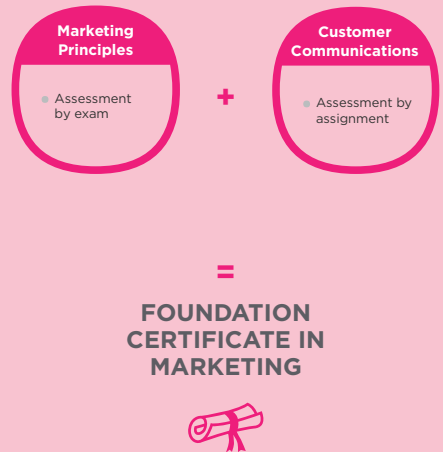 Marketing
Principles
• Assessment
by exam
+
Customer
Communications
• Assessment by
assignment
=
FOUNDATION
CERTIFICATE IN
MARKETING